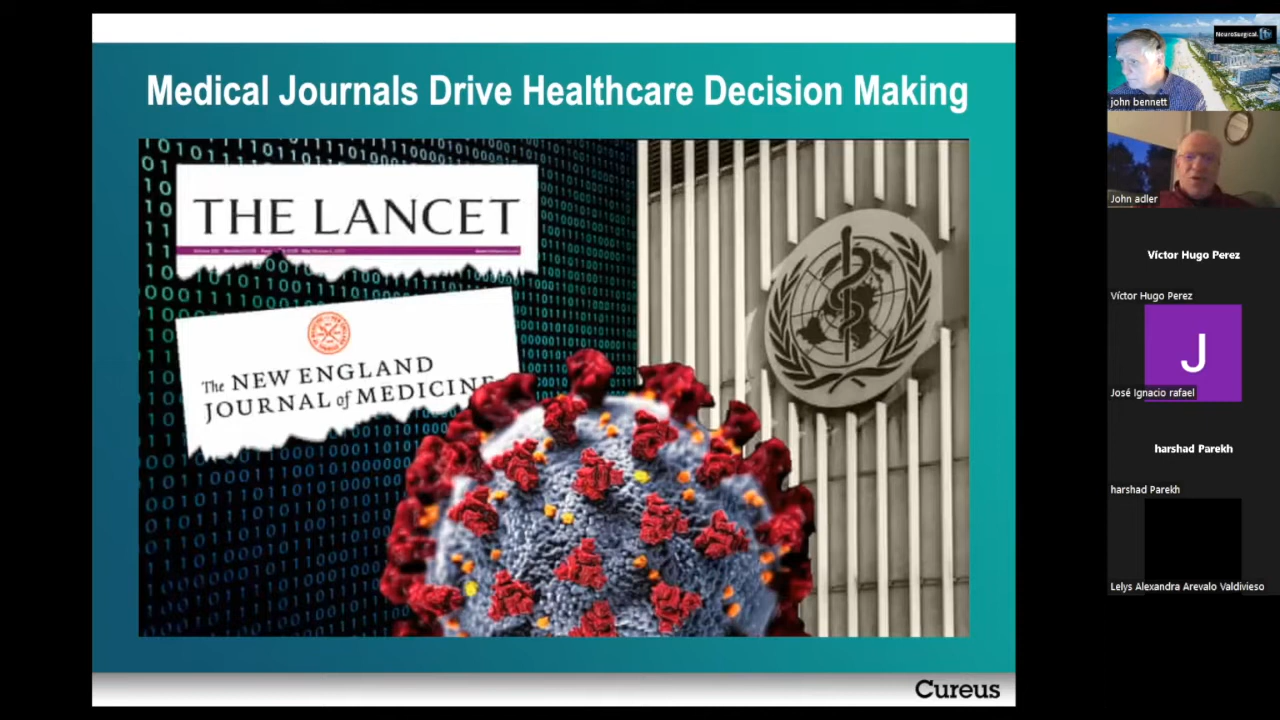 Medical Journals Drive Healthcare Decision Making
THE LANCET
The NEW ENGLAND
JOURNAL of MEDICINE
Cureus
NeuroSurgical.tv
john bennett
John adler
Víctor Hugo Perez
Víctor Hugo Perez
J
José Ignacio rafael
harshad Parekh
harshad Parekh
Lelys Alexandra Arevalo Valdivieso